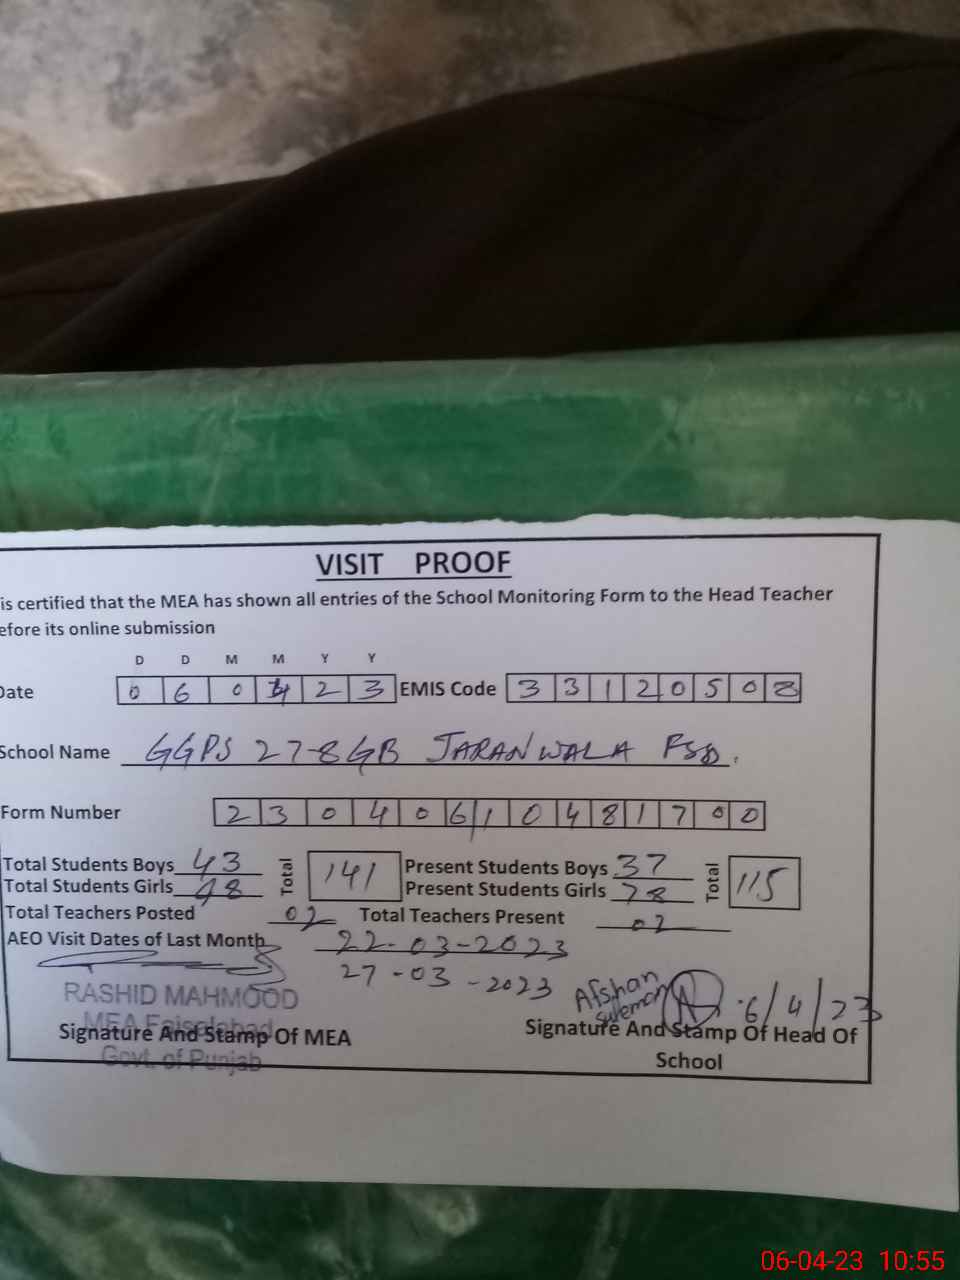 VISIT PROOF
is certified that the MEA has shown all entries of the School Monitoring Form to the Head Teacher
efore its online submission
D D M M Y Y
Date 0 6 0 4 2 3 EMIS Code 3 3 1 2 0 5 0 8
School Name GGPS 278 GB JARANWALA FSD.
Form Number 2 3 0 4 0 6 1 0 4 8 1 7 0 0
Total Students Boys 43 Total 141 Present Students Boys 37 Total 115
Total Students Girls 98 Present Students Girls 78
Total Teachers Posted 02 Total Teachers Present 02
AEO Visit Dates of Last Month 22-03-2023
27-03-2023
RASHID MAHMOOD Afshan suleman 6/4/23
MEA Faisalabad
Signature And Stamp Of MEA Signature And Stamp Of Head Of
Govt. of Punjab School
06-04-23 10:55